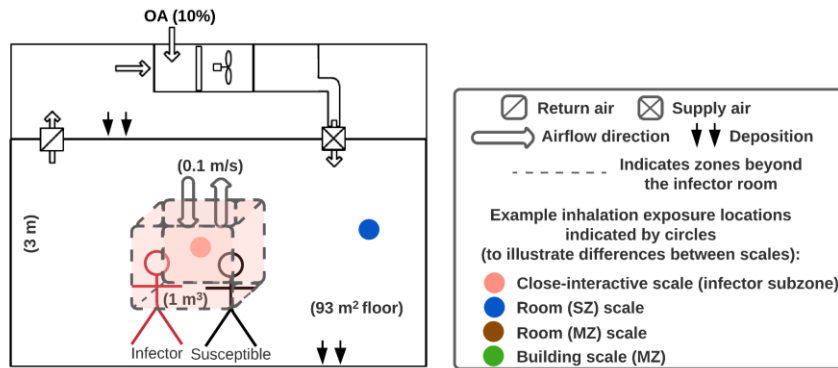 OA (10%)
(0.1 m/s)
(3 m)
(1 m³)
(93 m² floor)
Infector
Susceptible
Return air
Supply air
Airflow direction
Deposition
Indicates zones beyond
the infector room
Example inhalation exposure locations
indicated by circles
(to illustrate differences between scales):
Close-interactive scale (infector subzone)
Room (SZ) scale
Room (MZ) scale
Building scale (MZ)